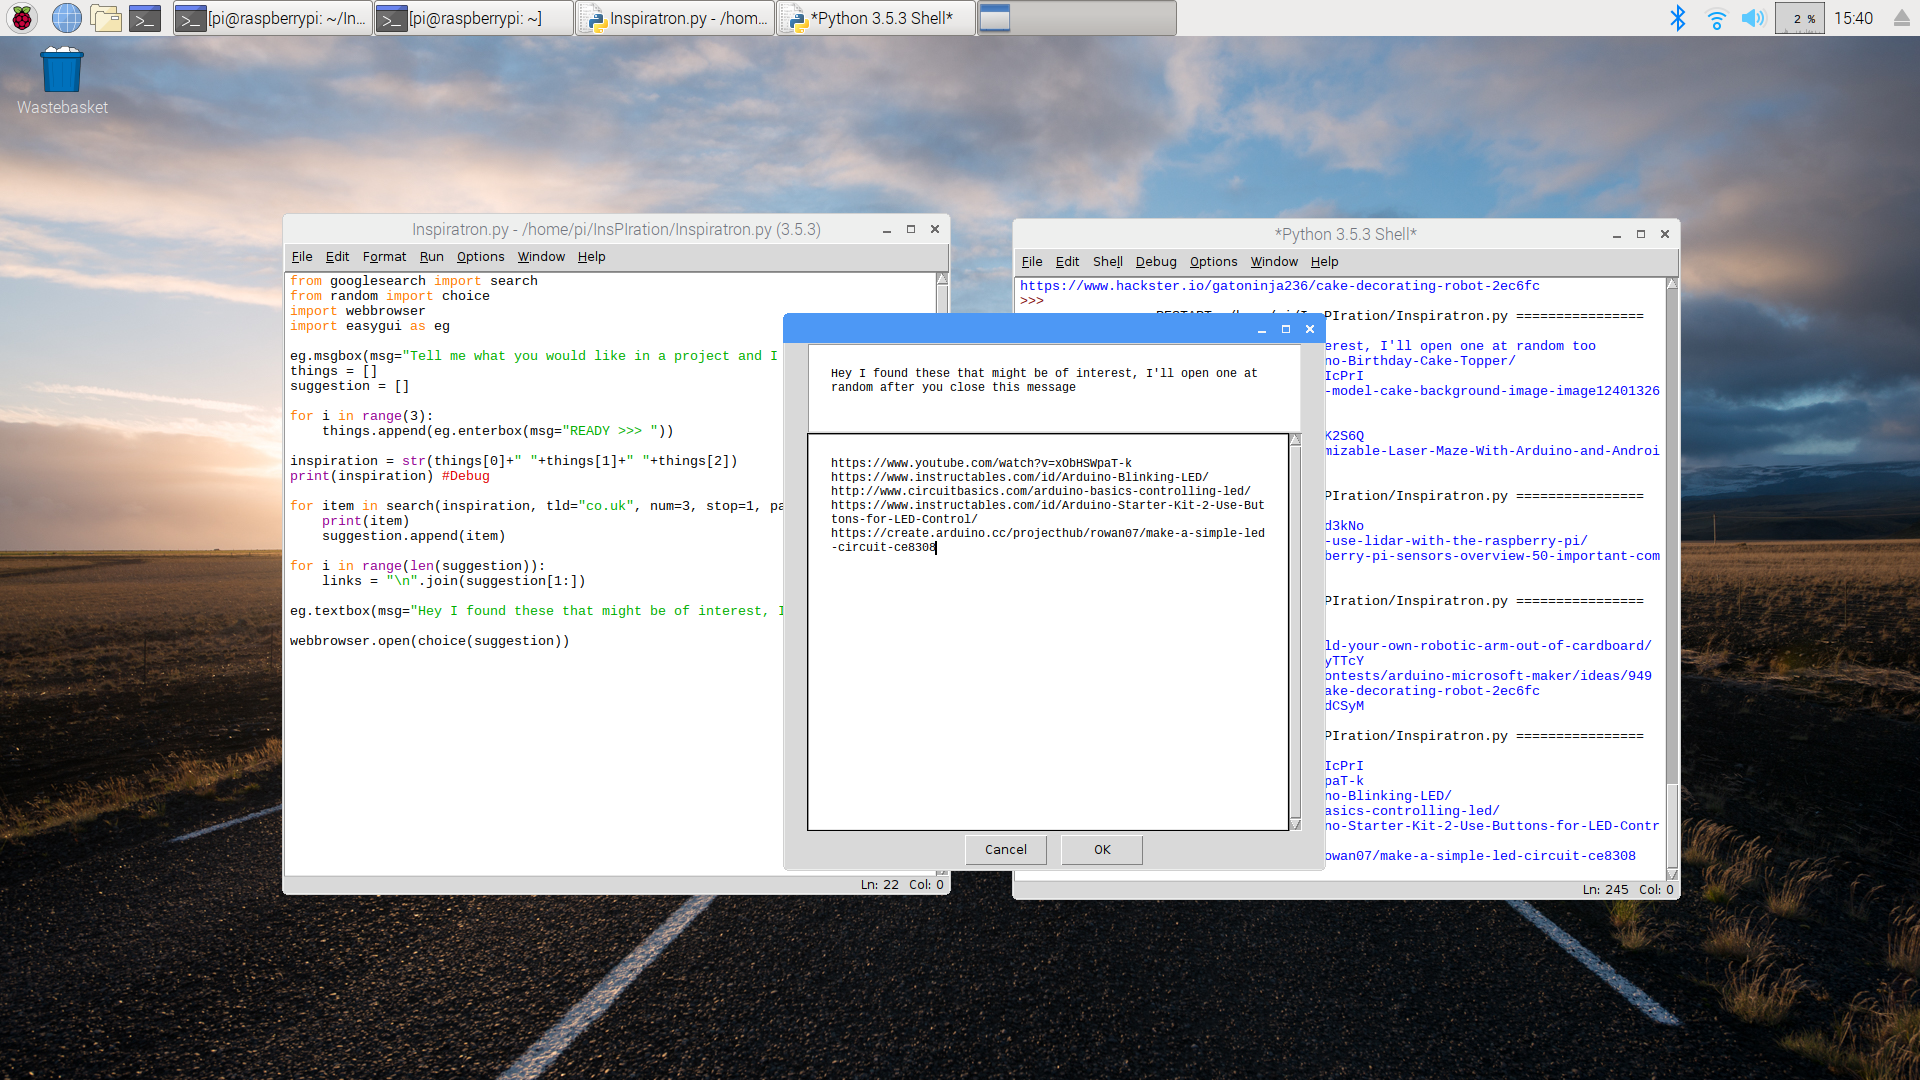 [pi@raspberrypi: ~/In...
[pi@raspberrypi: ~]
Inspiratron.py - /hom...
*Python 3.5.3 Shell*
2 %
15:40
Wastebasket
Inspiratron.py - /home/pi/InsPIration/Inspiratron.py (3.5.3)
File Edit Format Run Options Window Help
from googlesearch import search
from random import choice
import webbrowser
import easygui as eg
eg.msgbox(msg="Tell me what you would like in a project and I
things = []
suggestion = []
for i in range(3):
    things.append(eg.enterbox(msg="READY >>> "))
inspiration = str(things[0]+" "+things[1]+" "+things[2])
print(inspiration) #Debug
for item in search(inspiration, tld="co.uk", num=3, stop=1, pa
    print(item)
    suggestion.append(item)
for i in range(len(suggestion)):
    links = "\n".join(suggestion[1:])
eg.textbox(msg="Hey I found these that might be of interest, I
webbrowser.open(choice(suggestion))
Ln: 22 Col: 0
Hey I found these that might be of interest, I'll open one at
random after you close this message
https://www.youtube.com/watch?v=xObHSWpaT-k
https://www.instructables.com/id/Arduino-Blinking-LED/
http://www.circuitbasics.com/arduino-basics-controlling-led/
https://www.instructables.com/id/Arduino-Starter-Kit-2-Use-But
tons-for-LED-Control/
https://create.arduino.cc/projecthub/rowan07/make-a-simple-led
-circuit-ce8308
Cancel OK
*Python 3.5.3 Shell*
File Edit Shell Debug Options Window Help
https://www.hackster.io/gatoninja236/cake-decorating-robot-2ec6fc
>>>
PIration/Inspiratron.py ================
erest, I'll open one at random too
no-Birthday-Cake-Topper/
IcPrI
-model-cake-background-image-image12401326
K2S6Q
mizable-Laser-Maze-With-Arduino-and-Androi
PIration/Inspiratron.py ================
d3kNo
-use-lidar-with-the-raspberry-pi/
berry-pi-sensors-overview-50-important-com
PIration/Inspiratron.py ================
ld-your-own-robotic-arm-out-of-cardboard/
yTTcY
ontests/arduino-microsoft-maker/ideas/949
ake-decorating-robot-2ec6fc
dCSyM
PIration/Inspiratron.py ================
IcPrI
paT-k
no-Blinking-LED/
asics-controlling-led/
no-Starter-Kit-2-Use-Buttons-for-LED-Contr
owan07/make-a-simple-led-circuit-ce8308
Ln: 245 Col: 0